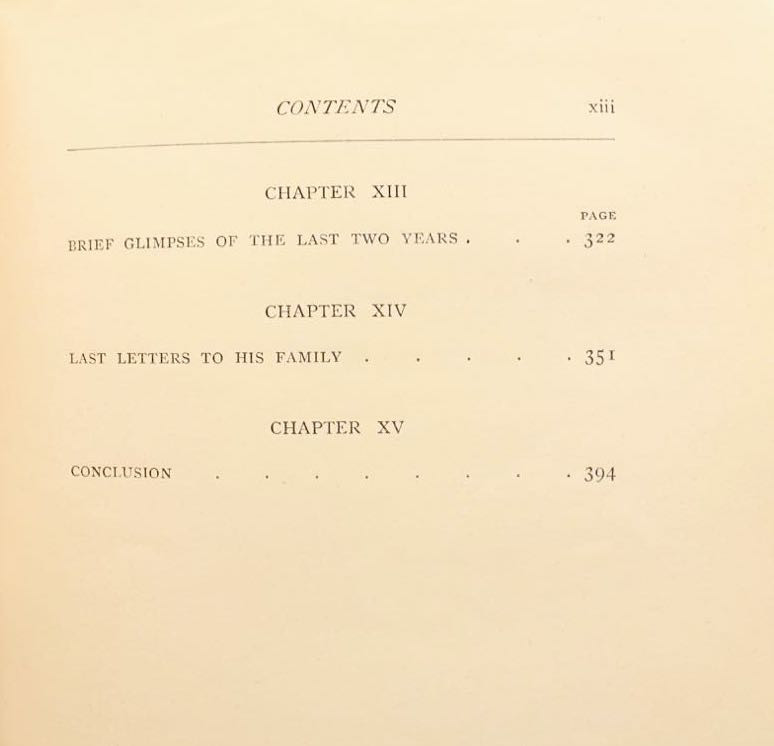 CONTENTS xiii
CHAPTER XIII
PAGE
BRIEF GLIMPSES OF THE LAST TWO YEARS . . . 322
CHAPTER XIV
LAST LETTERS TO HIS FAMILY . . . . . 351
CHAPTER XV
CONCLUSION . . . . . . . . 394